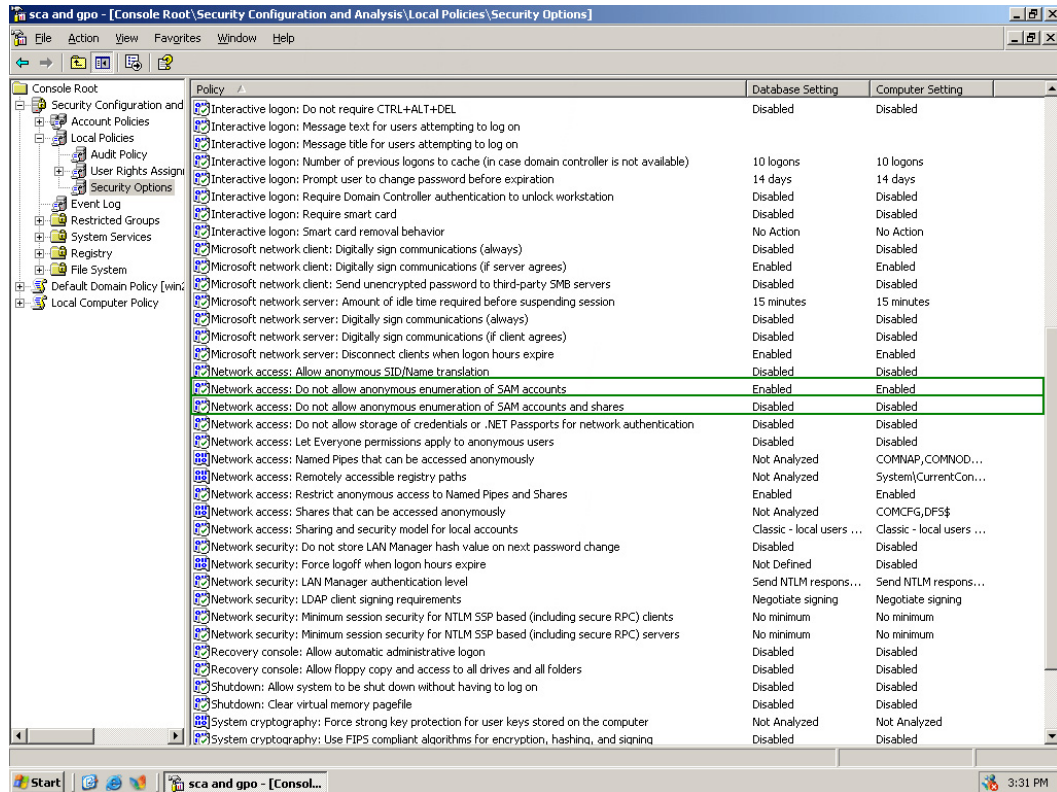 sca and gpo - [Console Root\Security Configuration and Analysis\Local Policies\Security Options]
File Action View Favorites Window Help
Console Root
Security Configuration and
Account Policies
Local Policies
Audit Policy
User Rights Assignr
Security Options
Event Log
Restricted Groups
System Services
Registry
File System
Default Domain Policy [win2
Local Computer Policy
Policy Database Setting Computer Setting
Interactive logon: Do not require CTRL+ALT+DEL Disabled Disabled
Interactive logon: Message text for users attempting to log on
Interactive logon: Message title for users attempting to log on
Interactive logon: Number of previous logons to cache (in case domain controller is not available) 10 logons 10 logons
Interactive logon: Prompt user to change password before expiration 14 days 14 days
Interactive logon: Require Domain Controller authentication to unlock workstation Disabled Disabled
Interactive logon: Require smart card Disabled Disabled
Interactive logon: Smart card removal behavior No Action No Action
Microsoft network client: Digitally sign communications (always) Disabled Disabled
Microsoft network client: Digitally sign communications (if server agrees) Enabled Enabled
Microsoft network client: Send unencrypted password to third-party SMB servers Disabled Disabled
Microsoft network server: Amount of idle time required before suspending session 15 minutes 15 minutes
Microsoft network server: Digitally sign communications (always) Disabled Disabled
Microsoft network server: Digitally sign communications (if client agrees) Disabled Disabled
Microsoft network server: Disconnect clients when logon hours expire Enabled Enabled
Network access: Allow anonymous SID/Name translation Disabled Disabled
Network access: Do not allow anonymous enumeration of SAM accounts Enabled Enabled
Network access: Do not allow anonymous enumeration of SAM accounts and shares Disabled Disabled
Network access: Do not allow storage of credentials or .NET Passports for network authentication Disabled Disabled
Network access: Let Everyone permissions apply to anonymous users Disabled Disabled
Network access: Named Pipes that can be accessed anonymously Not Analyzed COMNAP,COMNOD...
Network access: Remotely accessible registry paths Not Analyzed System\CurrentCon...
Network access: Restrict anonymous access to Named Pipes and Shares Enabled Enabled
Network access: Shares that can be accessed anonymously Not Analyzed COMCFG,DFS$
Network access: Sharing and security model for local accounts Classic - local users ... Classic - local users ...
Network security: Do not store LAN Manager hash value on next password change Disabled Disabled
Network security: Force logoff when logon hours expire Not Defined Disabled
Network security: LAN Manager authentication level Send NTLM respons... Send NTLM respons...
Network security: LDAP client signing requirements Negotiate signing Negotiate signing
Network security: Minimum session security for NTLM SSP based (including secure RPC) clients No minimum No minimum
Network security: Minimum session security for NTLM SSP based (including secure RPC) servers No minimum No minimum
Recovery console: Allow automatic administrative logon Disabled Disabled
Recovery console: Allow floppy copy and access to all drives and all folders Disabled Disabled
Shutdown: Allow system to be shut down without having to log on Disabled Disabled
Shutdown: Clear virtual memory pagefile Disabled Disabled
System cryptography: Force strong key protection for user keys stored on the computer Not Analyzed Not Analyzed
System cryptography: Use FIPS compliant algorithms for encryption, hashing, and signing Disabled Disabled
Start sca and gpo - [Consol... 3:31 PM